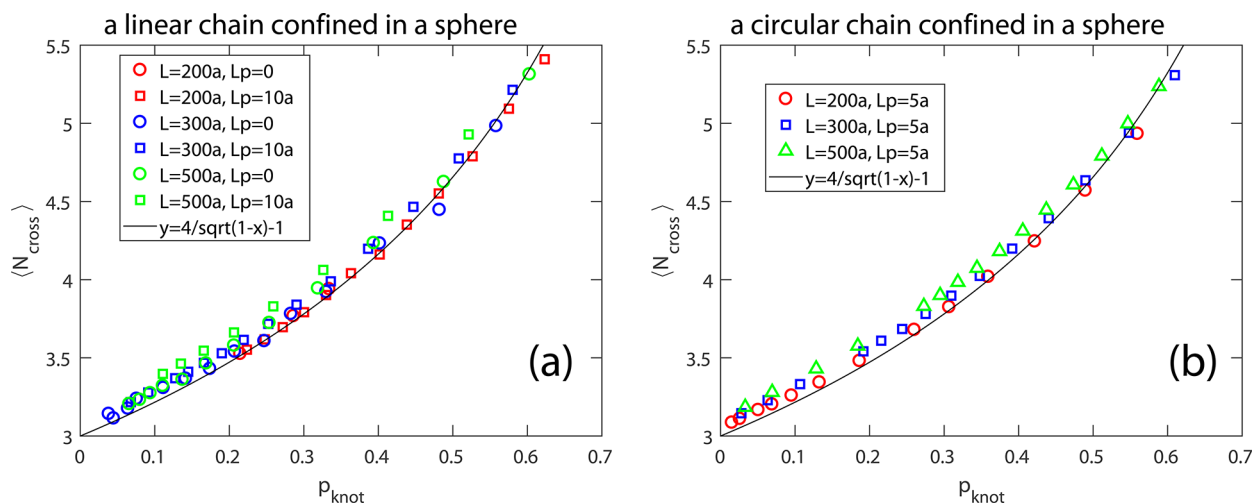 a linear chain confined in a sphere
5.5
5
4.5
4
3.5
3
⟨N_cross⟩
L=200a, Lp=0
L=200a, Lp=10a
L=300a, Lp=0
L=300a, Lp=10a
L=500a, Lp=0
L=500a, Lp=10a
y=4/sqrt(1-x)-1
(a)
0 0.1 0.2 0.3 0.4 0.5 0.6 0.7
p_knot
a circular chain confined in a sphere
5.5
5
4.5
4
3.5
3
⟨N_cross⟩
L=200a, Lp=5a
L=300a, Lp=5a
L=500a, Lp=5a
y=4/sqrt(1-x)-1
(b)
0 0.1 0.2 0.3 0.4 0.5 0.6 0.7
p_knot